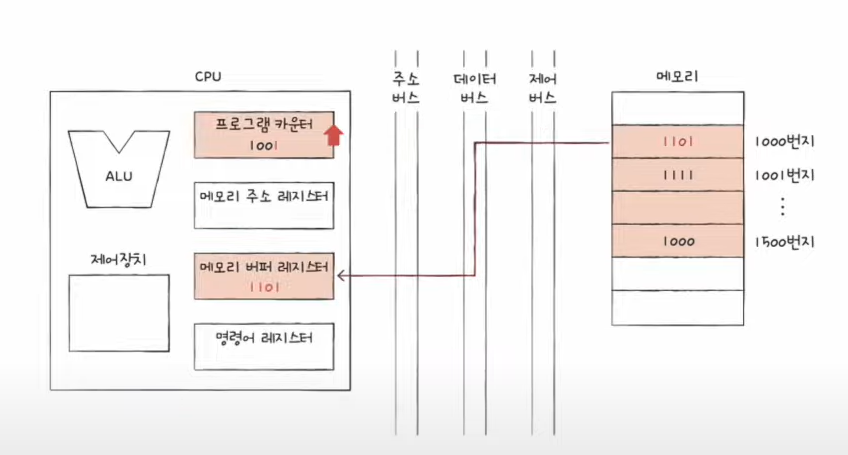 CPU
프로그램 카운터
1001
ALU
메모리 주소 레지스터
제어장치
메모리 버퍼 레지스터
1101
명령어 레지스터
주소
버스
데이터
버스
제어
버스
메모리
1101 1000번지
1111 1001번지
⋮
1000 1500번지